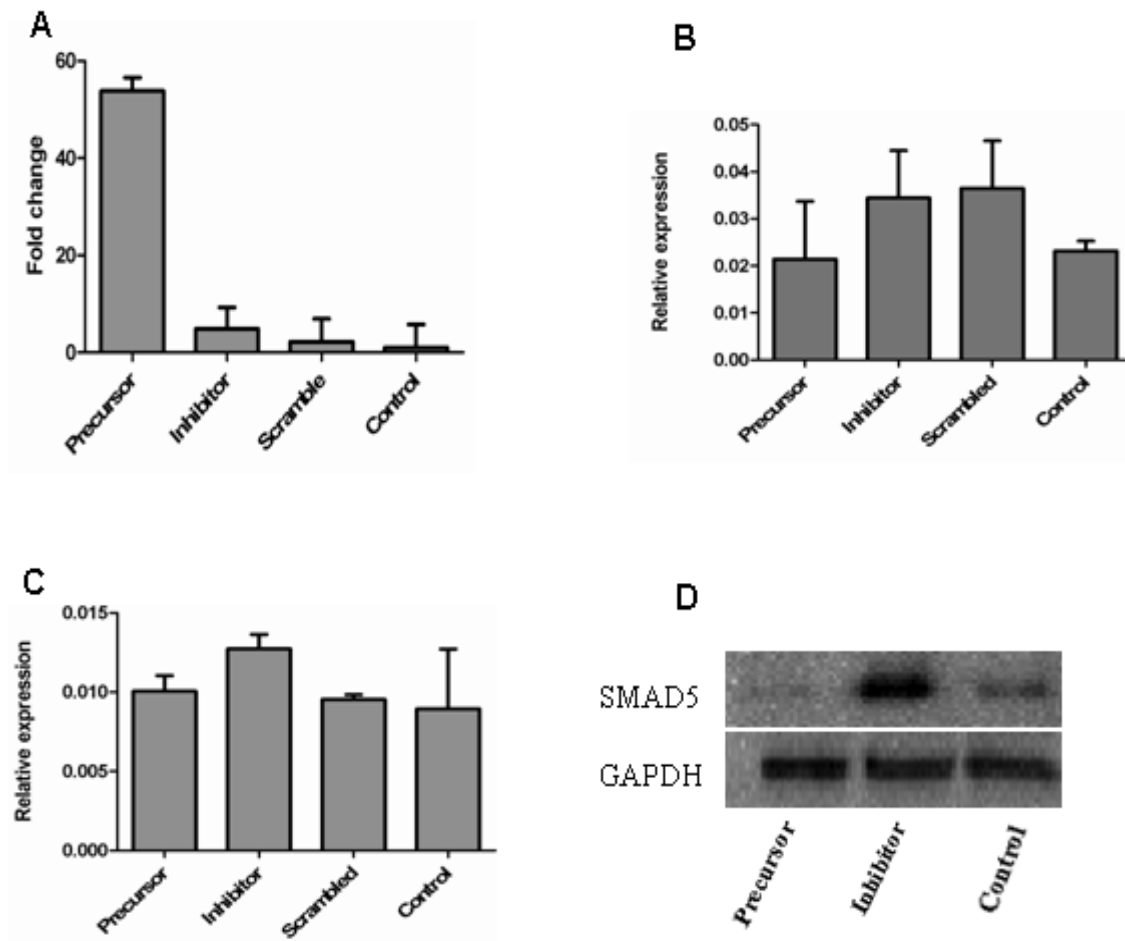 A
60
40
20
0
Fold change
Precursor
Inhibitor
Scramble
Control
B
0.05
0.04
0.03
0.02
0.01
0.00
Relative expression
Precursor
Inhibitor
Scrambled
Control
C
0.015
0.010
0.005
0.000
Relative expression
Precursor
Inhibitor
Scrambled
Control
D
SMAD5
GAPDH
Precursor
Inhibitor
Control